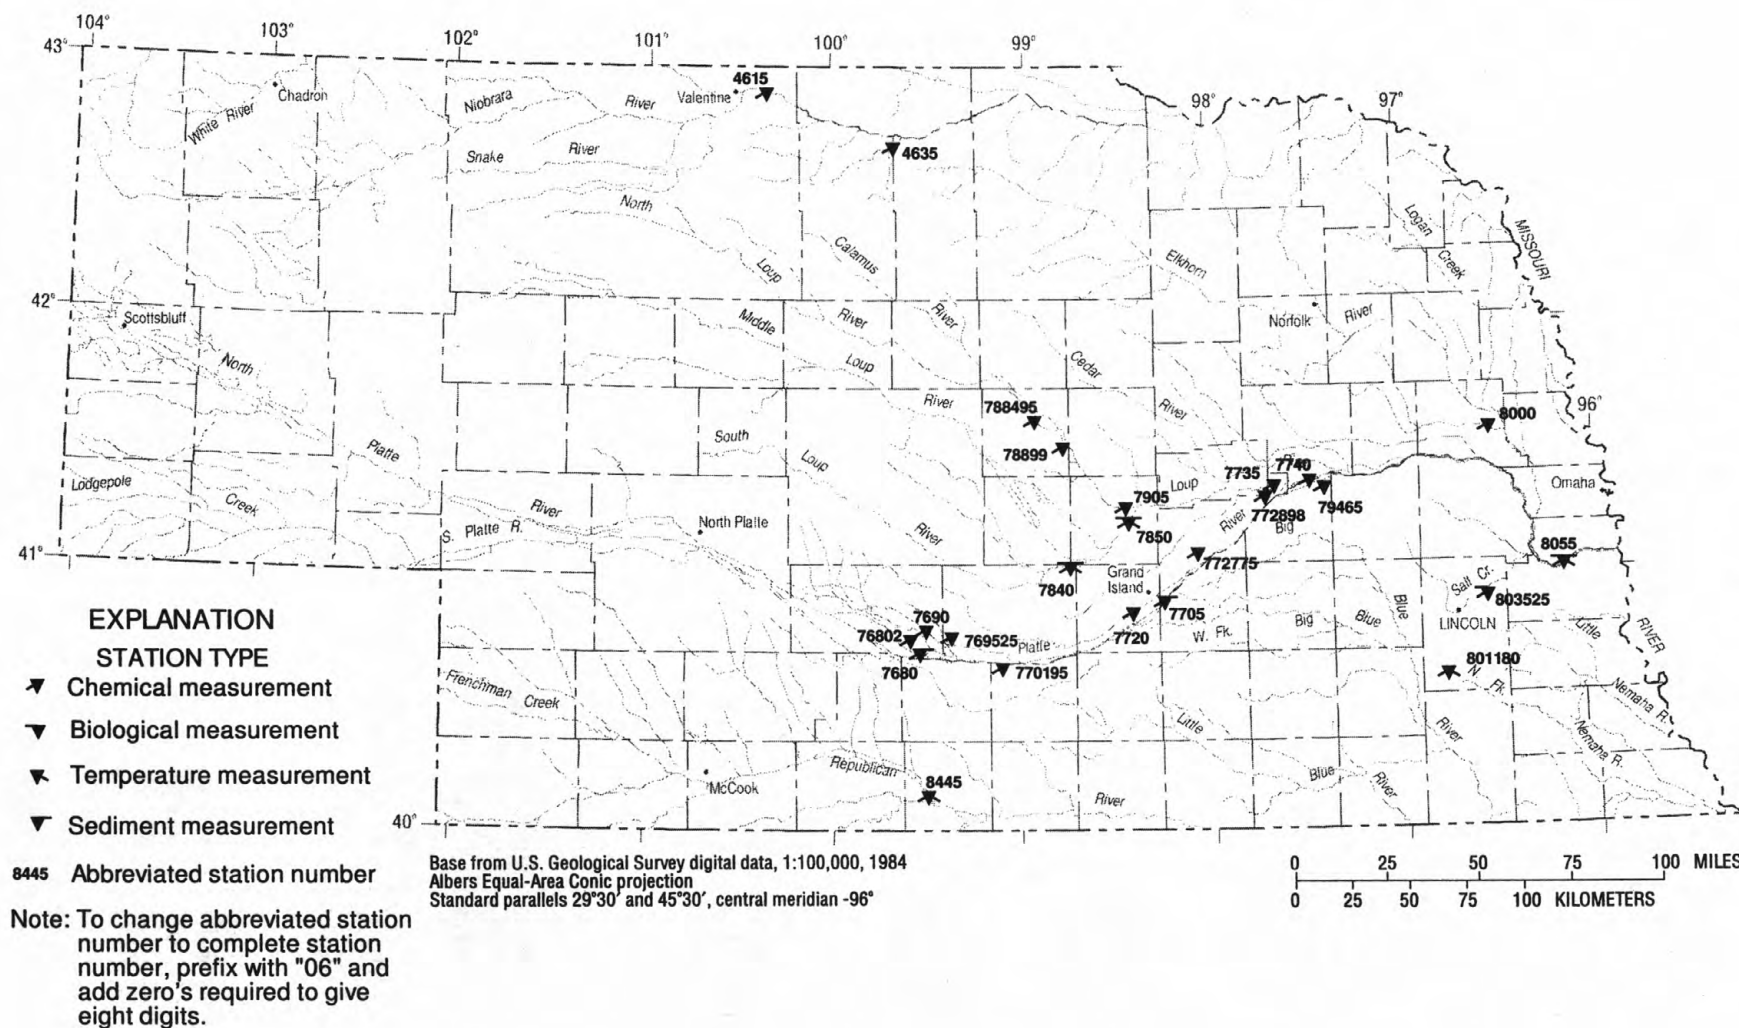 104°
103°
102°
101°
100°
99°
43°
4615
Chadron
White River
Niobrara
River
Valentine
98°
97°
Snake
River
4635
North
Calamus
Loup
Logan
Creek
MISSOURI
Elkhorn
42°
Scottsbluff
Middle
River
River
Norfolk
River
North
Loup
Cedar
River
River
788495
96°
8000
Platte
South
Loup
78899
Lodgepole
Creek
River
S. Platte R.
North Platte
River
7905
Loup
7735
7740
R.
79465
Omaha
772898
River
Big
7850
41°
772775
8055
7840
Grand
Island
Salt Cr.
803525
Blue
LINCOLN
7690
76802
769525
Platte
7705
7720
W. Fk.
Big
Blue
Little
RIVER
7680
770195
801180
N. Fk.
Nemaha R.
Frenchman
Creek
Little
River
Nemaha R.
Republican
McCook
8445
River
Blue
River
40°
EXPLANATION
STATION TYPE
Chemical measurement
Biological measurement
Temperature measurement
Sediment measurement
8445 Abbreviated station number
Note: To change abbreviated station
number to complete station
number, prefix with "06" and
add zero's required to give
eight digits.
Base from U.S. Geological Survey digital data, 1:100,000, 1984
Albers Equal-Area Conic projection
Standard parallels 29°30′ and 45°30′, central meridian -96°
0 25 50 75 100 MILES
0 25 50 75 100 KILOMETERS